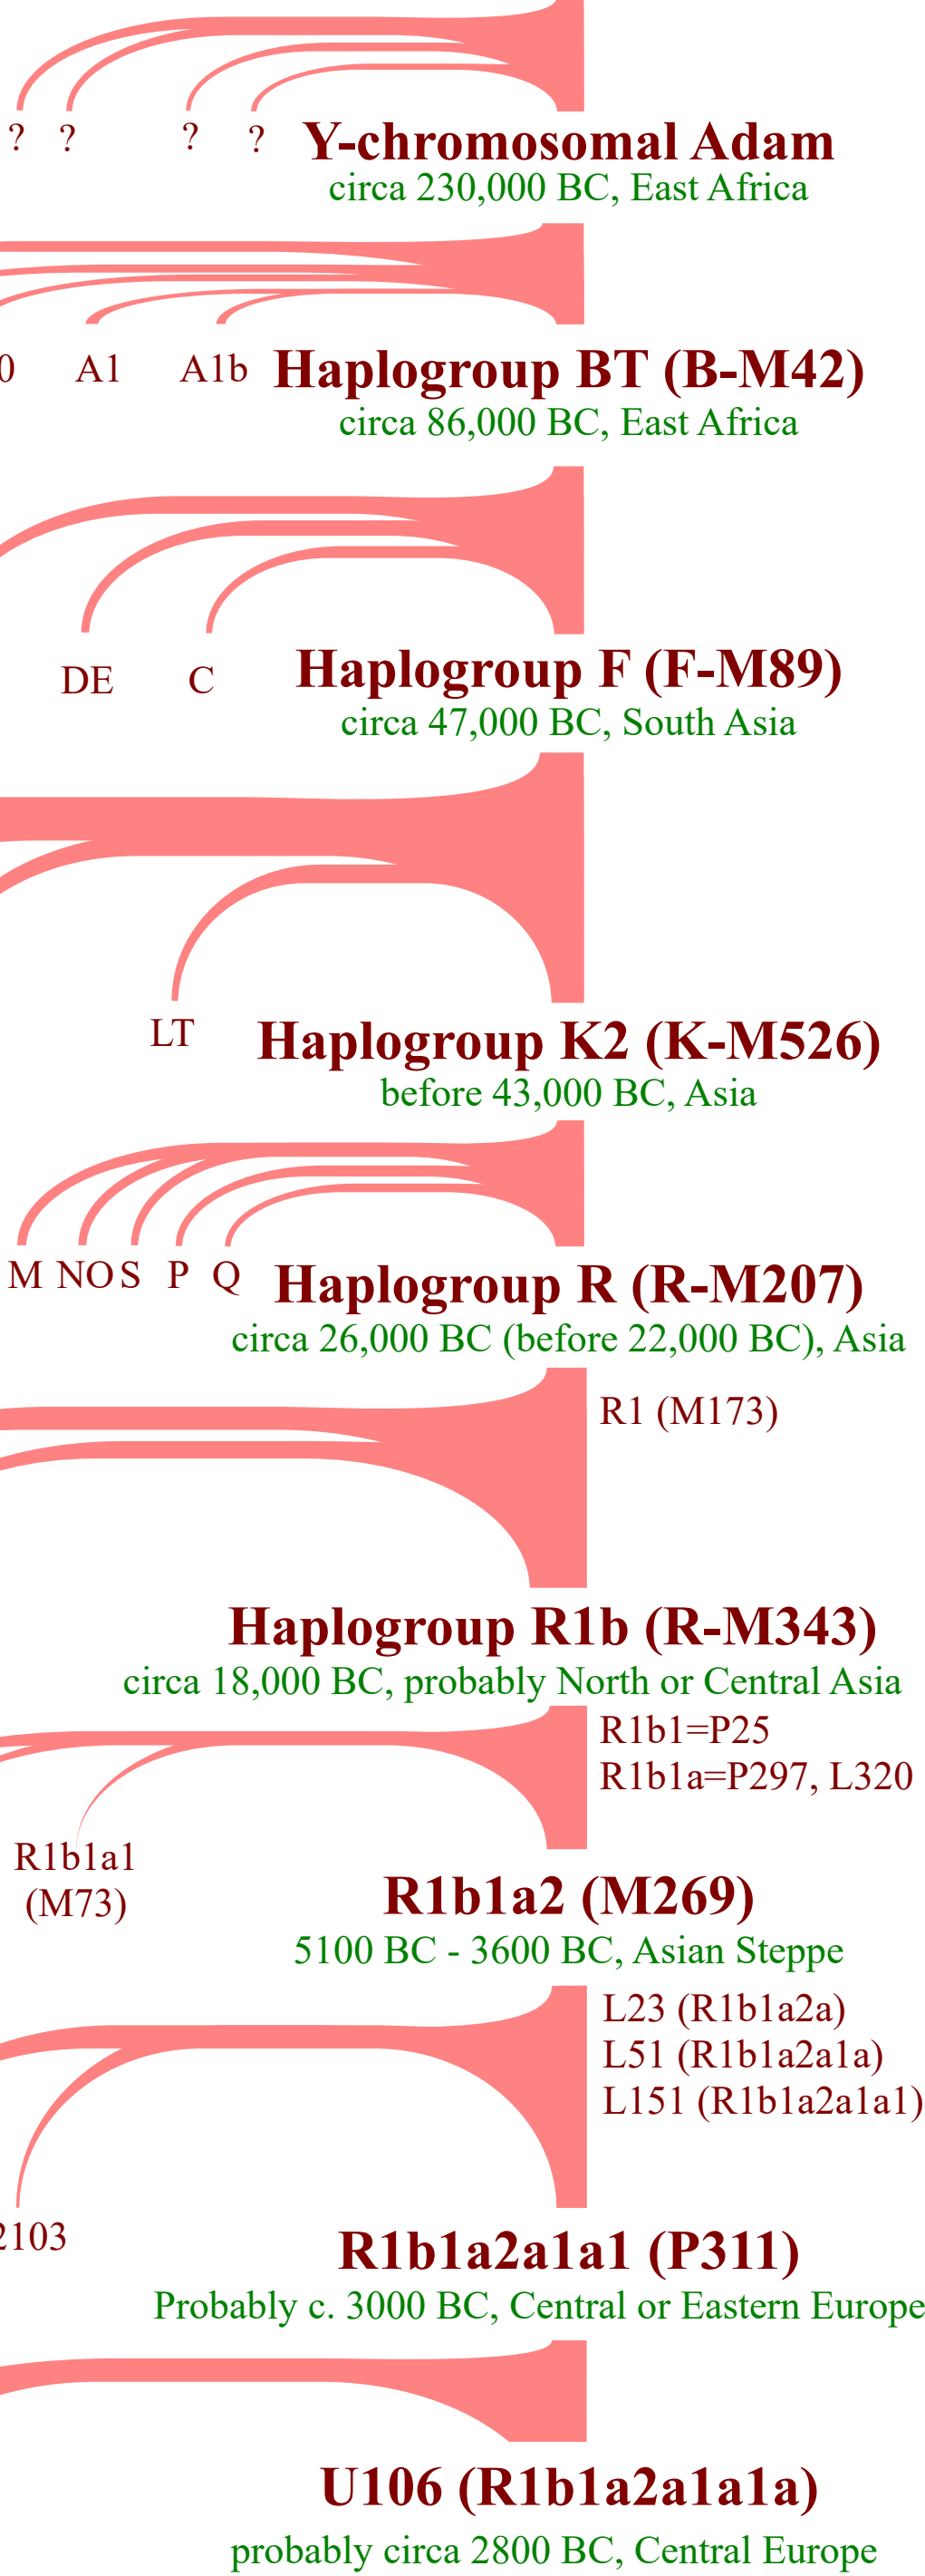 ? ? ? ? Y-chromosomal Adam
circa 230,000 BC, East Africa
A1 A1b Haplogroup BT (B-M42)
circa 86,000 BC, East Africa
DE C Haplogroup F (F-M89)
circa 47,000 BC, South Asia
LT Haplogroup K2 (K-M526)
before 43,000 BC, Asia
M NO S P Q Haplogroup R (R-M207)
circa 26,000 BC (before 22,000 BC), Asia
R1 (M173)
Haplogroup R1b (R-M343)
circa 18,000 BC, probably North or Central Asia
R1b1=P25
R1b1a=P297, L320
R1b1a1
(M73)
R1b1a2 (M269)
5100 BC - 3600 BC, Asian Steppe
L23 (R1b1a2a)
L51 (R1b1a2a1a)
L151 (R1b1a2a1a1)
2103
R1b1a2a1a1 (P311)
Probably c. 3000 BC, Central or Eastern Europe
U106 (R1b1a2a1a1a)
probably circa 2800 BC, Central Europe